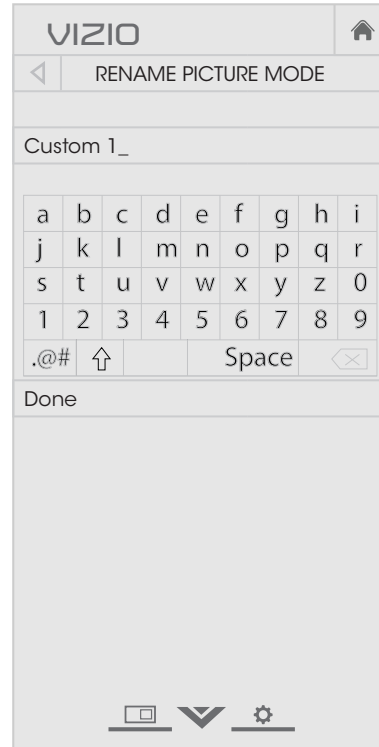 VIZIO
RENAME PICTURE MODE
Custom 1_
a b c d e f g h i
j k l m n o p q r
s t u v w x y z 0
1 2 3 4 5 6 7 8 9
.@# Space
Done